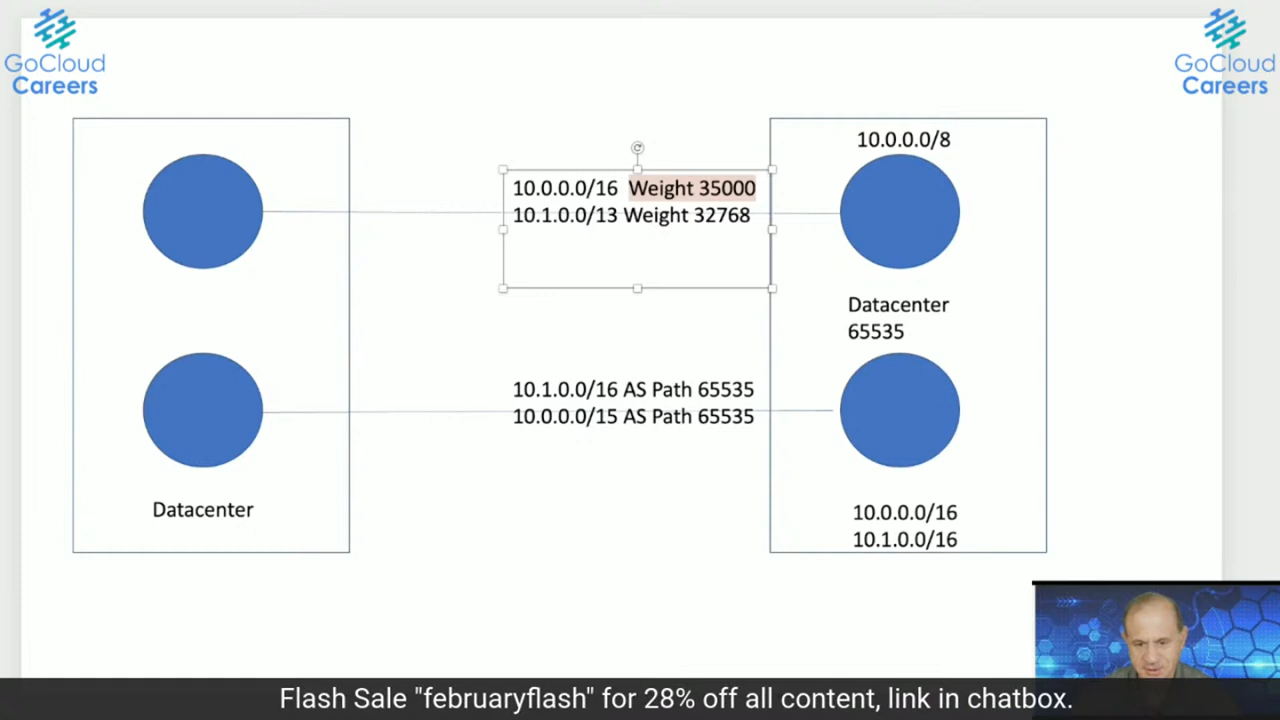 GoCloud
Careers
GoCloud
Careers
10.0.0.0/8
10.0.0.0/16 Weight 35000
10.1.0.0/13 Weight 32768
Datacenter
65535
10.1.0.0/16 AS Path 65535
10.0.0.0/15 AS Path 65535
Datacenter
10.0.0.0/16
10.1.0.0/16
Flash Sale "februaryflash" for 28% off all content, link in chatbox.